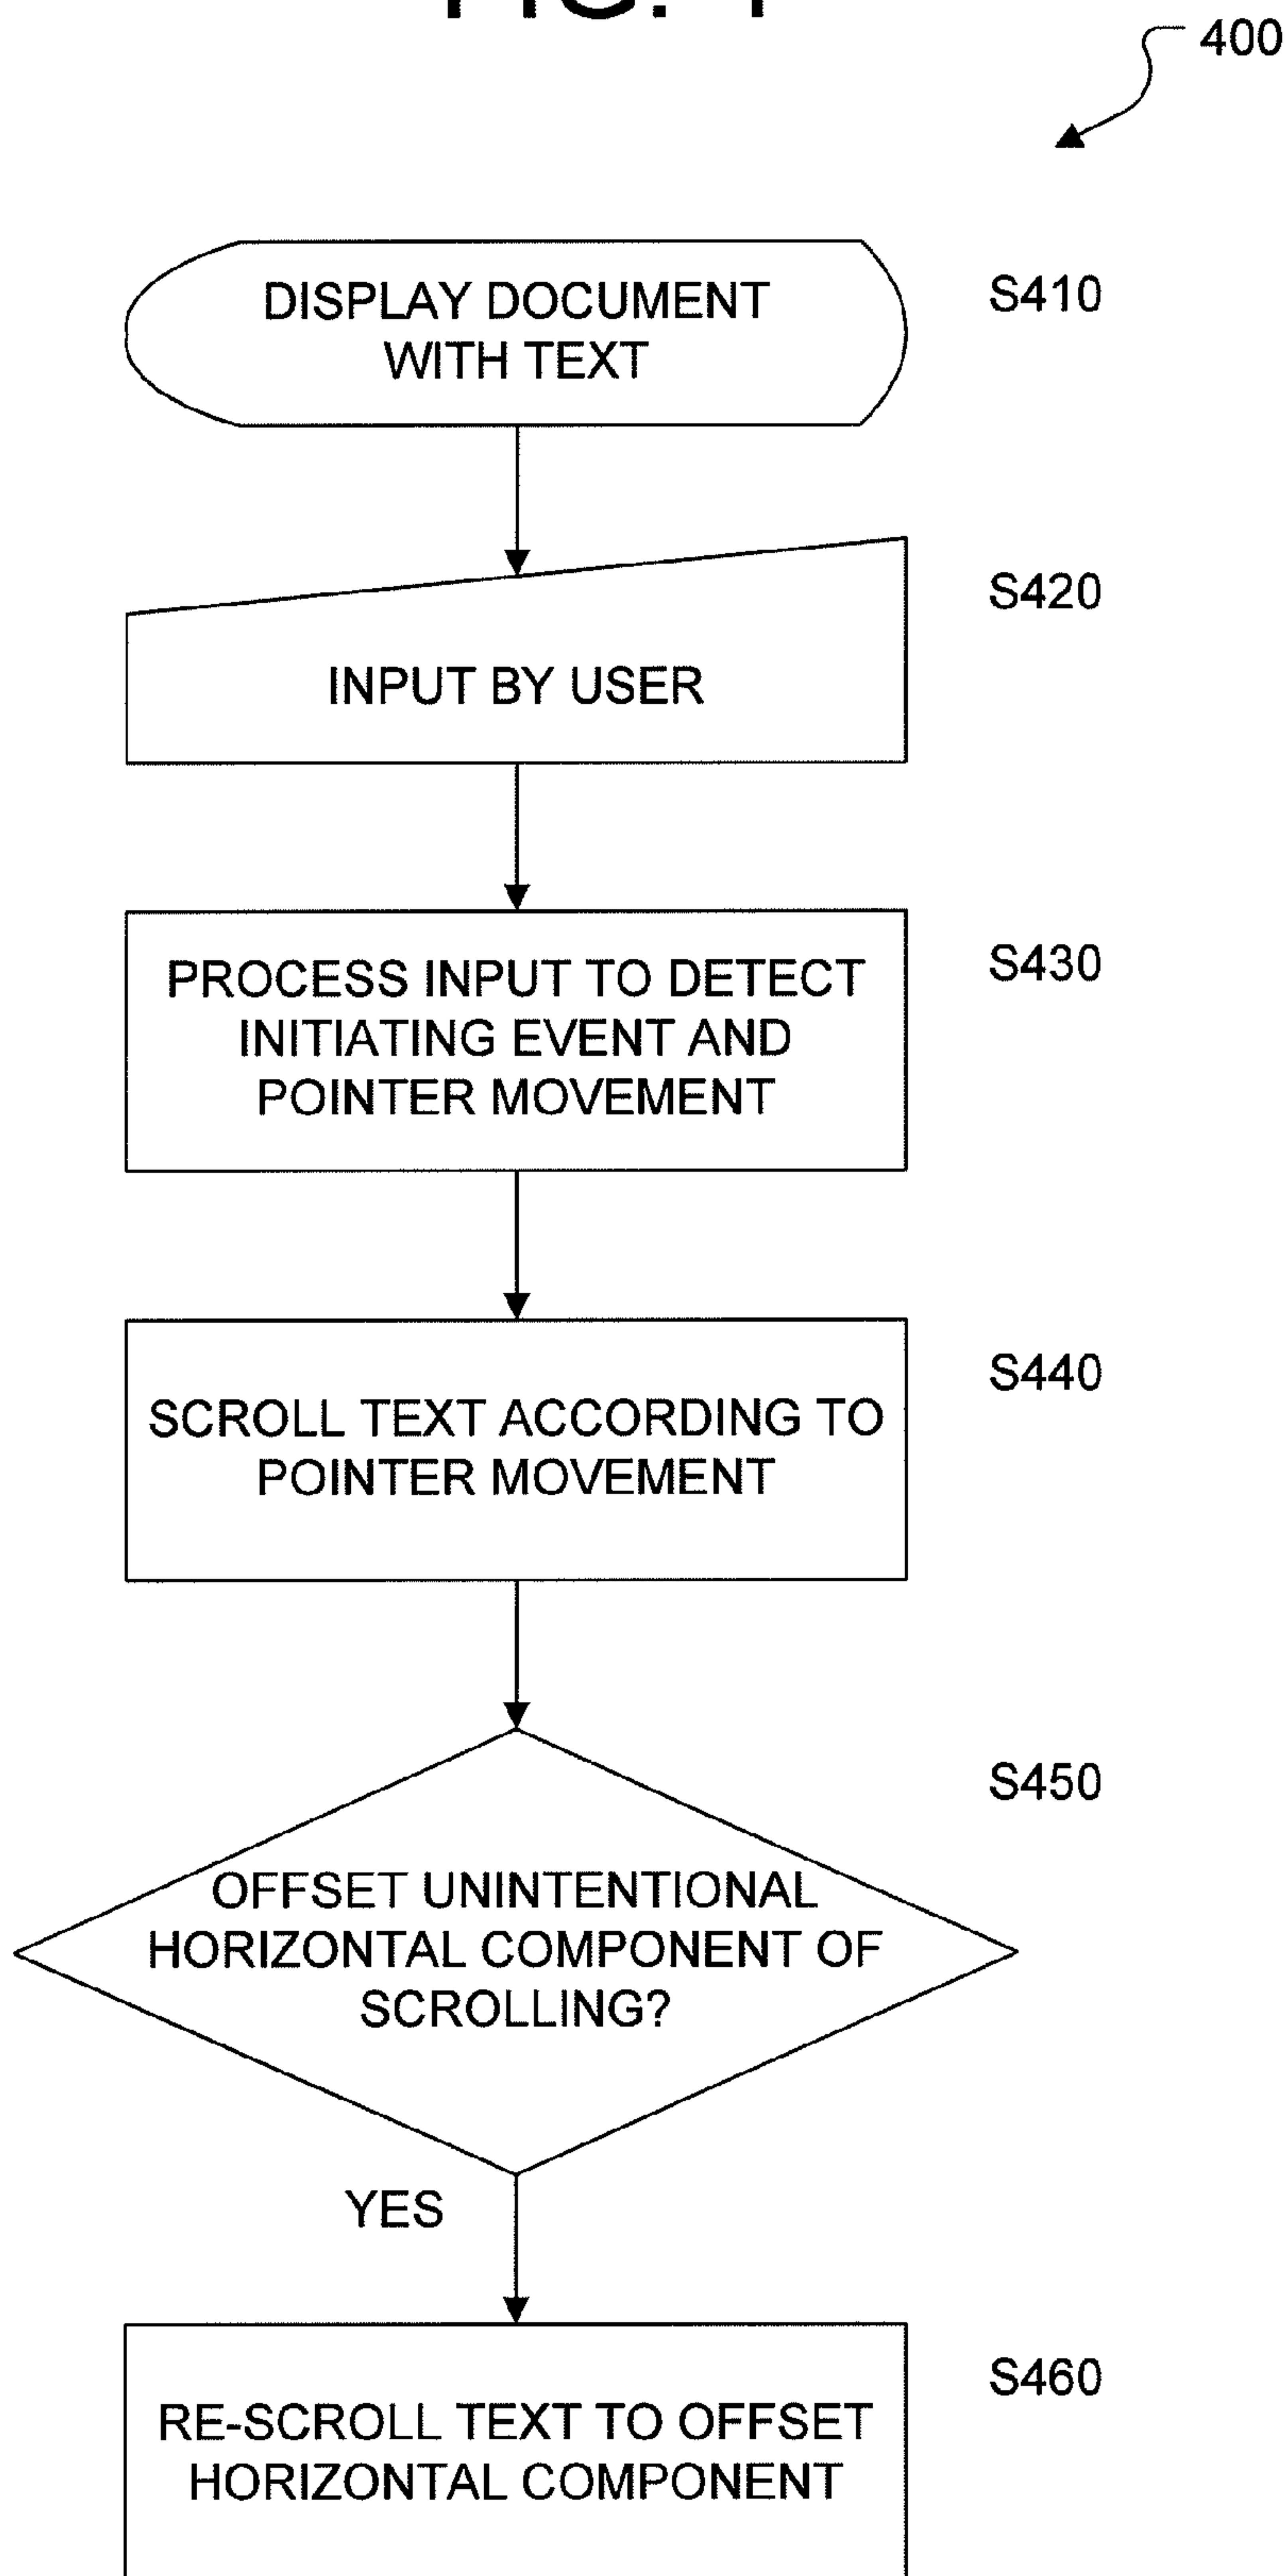 400
DISPLAY DOCUMENT
WITH TEXT
S410
INPUT BY USER
S420
PROCESS INPUT TO DETECT
INITIATING EVENT AND
POINTER MOVEMENT
S430
SCROLL TEXT ACCORDING TO
POINTER MOVEMENT
S440
OFFSET UNINTENTIONAL
HORIZONTAL COMPONENT OF
SCROLLING?
S450
YES
RE-SCROLL TEXT TO OFFSET
HORIZONTAL COMPONENT
S460